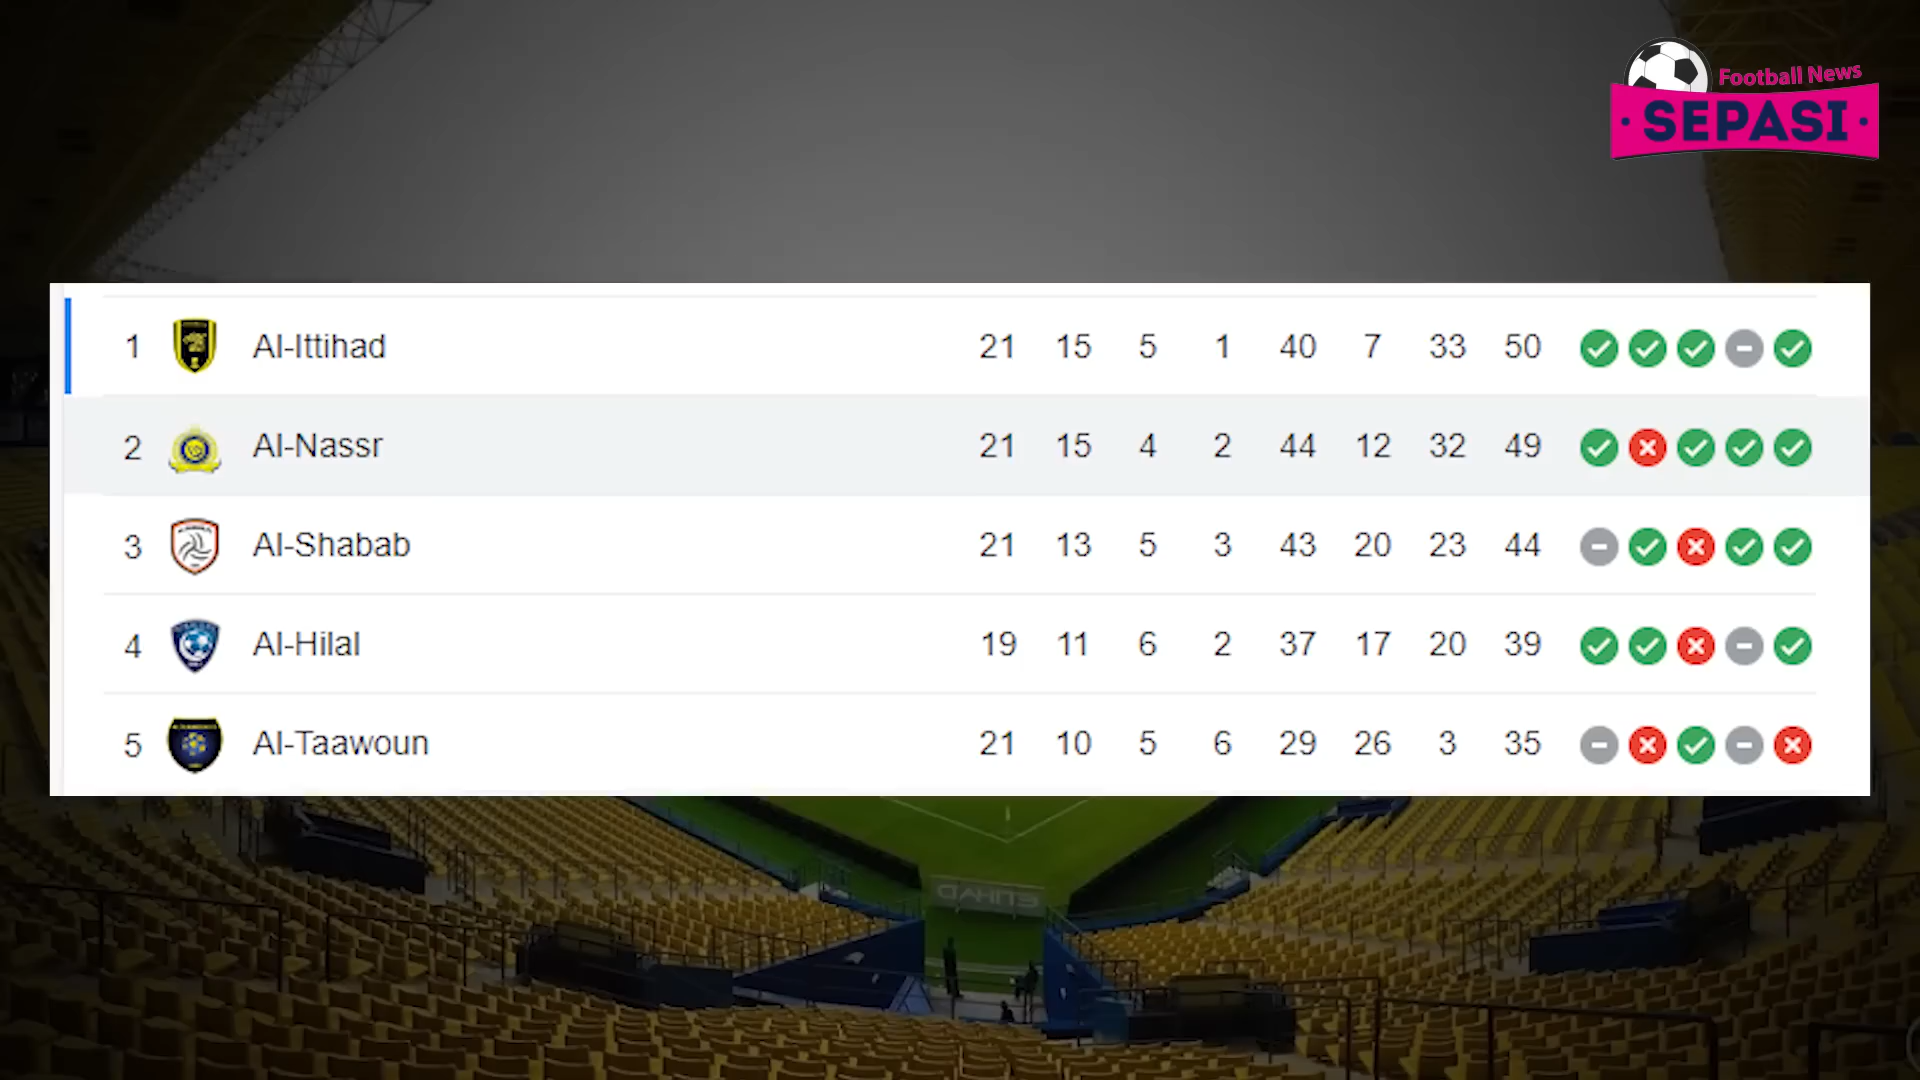 Football News
SEPASI
1 Al-Ittihad 21 15 5 1 40 7 33 50
2 Al-Nassr 21 15 4 2 44 12 32 49
3 Al-Shabab 21 13 5 3 43 20 23 44
4 Al-Hilal 19 11 6 2 37 17 20 39
5 Al-Taawoun 21 10 5 6 29 26 3 35